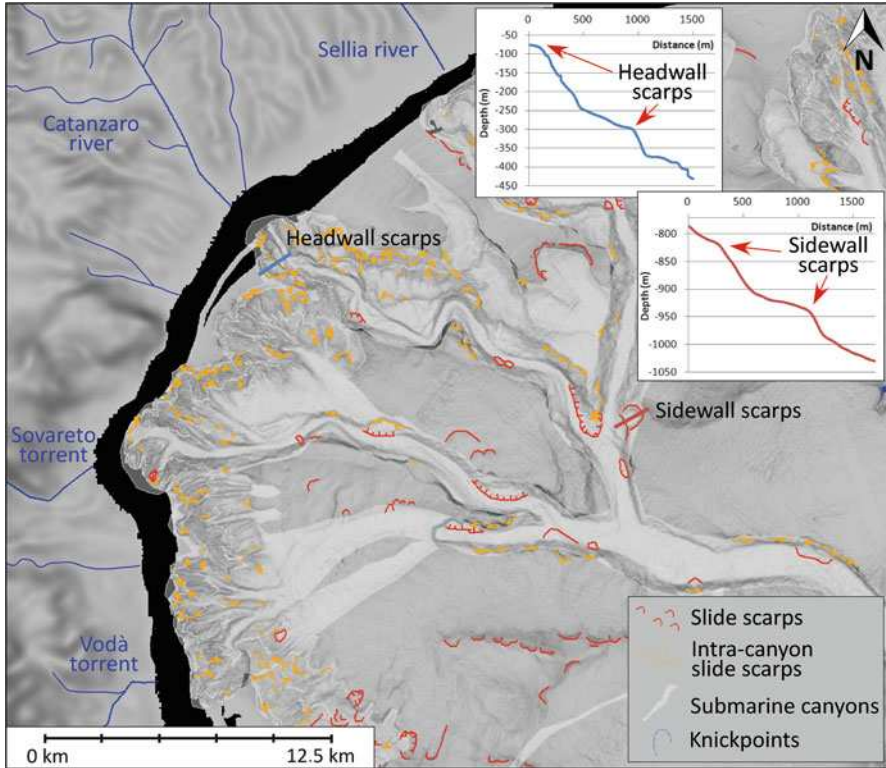 Sellia river
Catanzaro
river
Sovareto
torrent
Vodà
torrent
Headwall scarps
Sidewall scarps
0 500 1000 1500
Distance (m)
Depth (m)
-50
-100
-150
-200
-250
-300
-350
-400
-450
Headwall
scarps
N
0 500 1000 1500
Distance (m)
Depth (m)
-800
-850
-900
-950
-1000
-1050
Sidewall
scarps
Slide scarps
Intra-canyon
slide scarps
Submarine canyons
Knickpoints
0 km 12.5 km